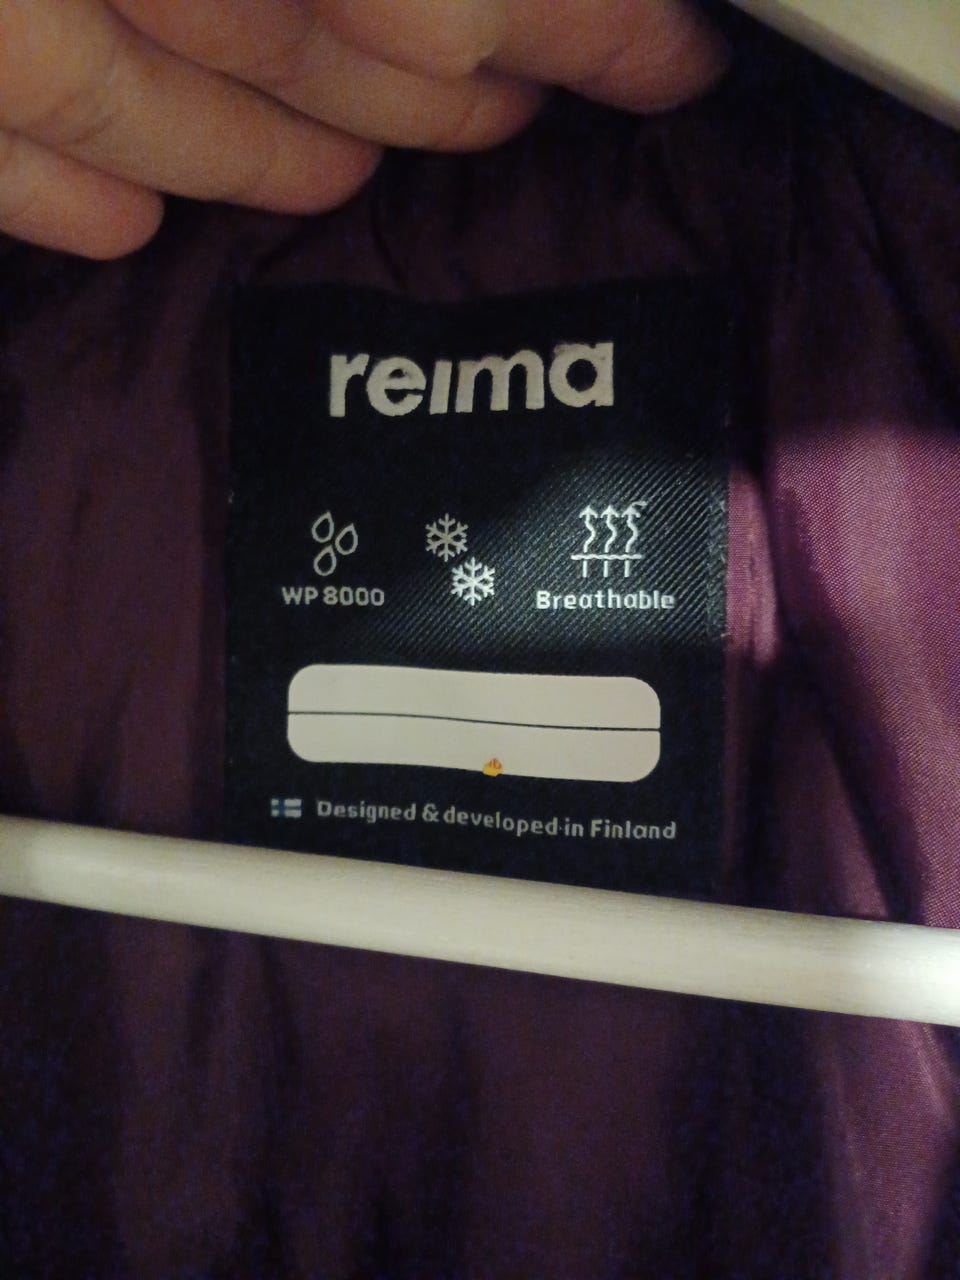 reima
WP 8000
Breathable
Designed & developed in Finland